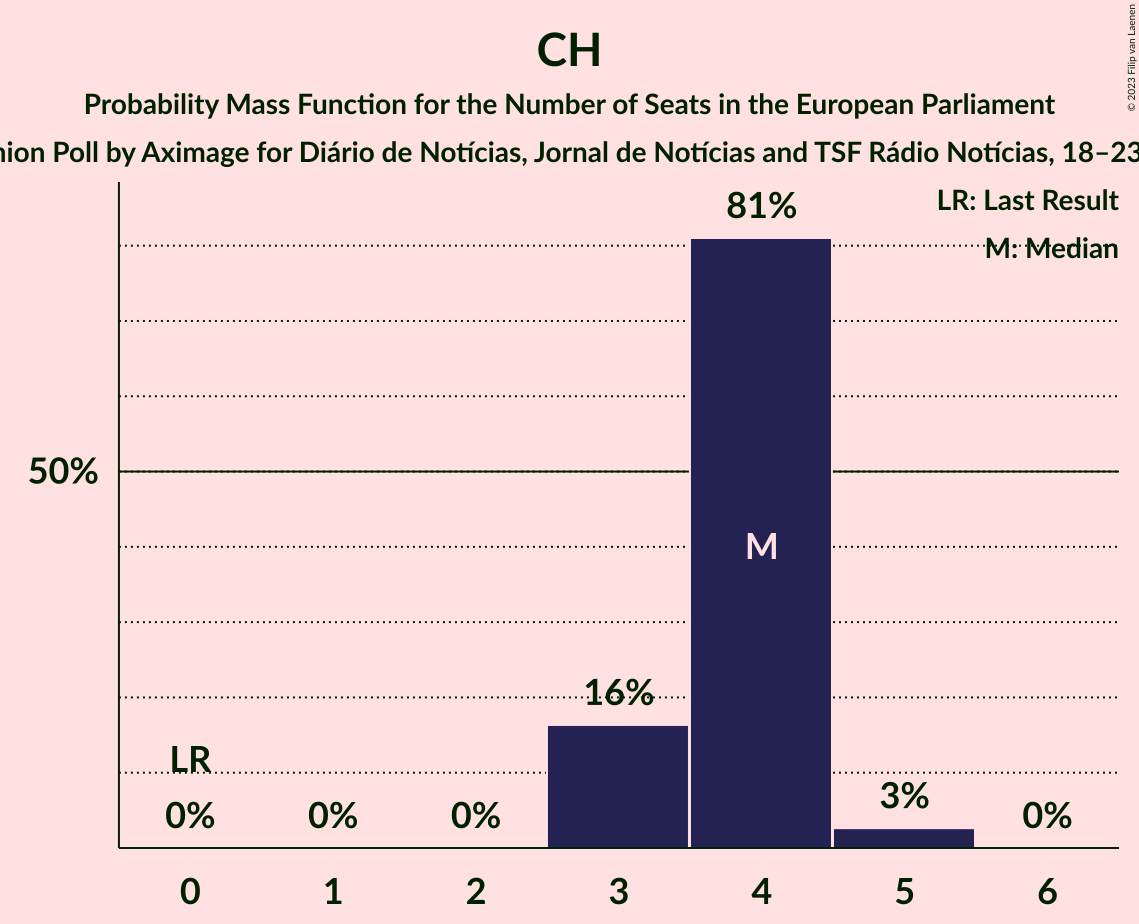 CH
Probability Mass Function for the Number of Seats in the European Parliament
Poll by Aximage for Diário de Notícias, Jornal de Notícias and TSF Rádio Notícias, 18–23
© 2023 Filip van Laenen
LR: Last Result
M: Median
81%
50%
M
16%
LR
3%
0%
0%
0%
0%
0
1
2
3
4
5
6